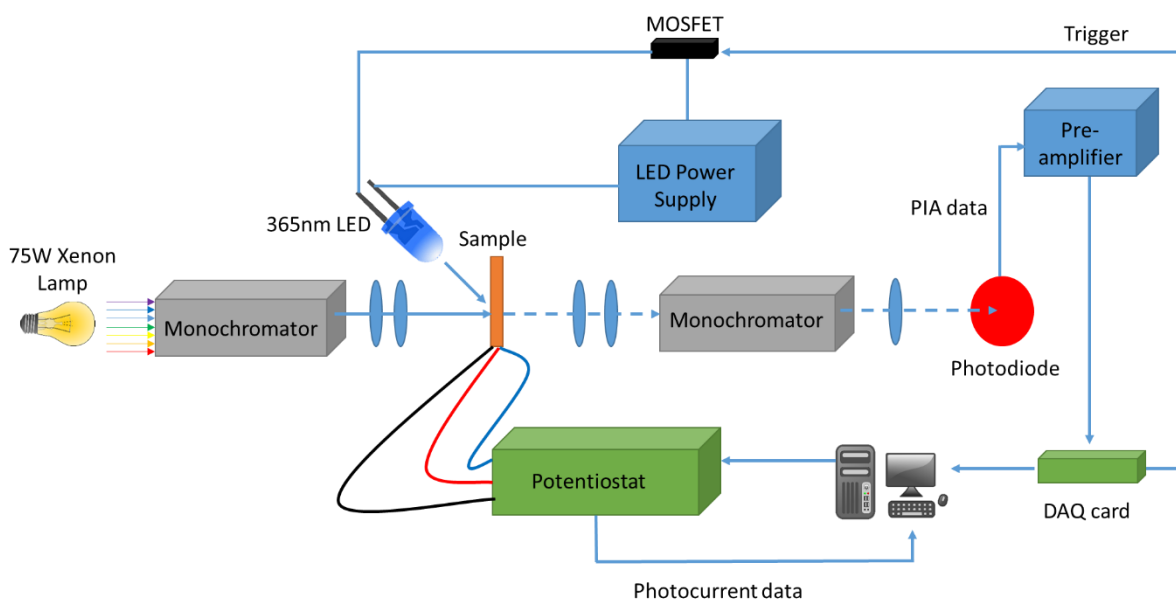 MOSFET
Trigger
Pre-
amplifier
LED Power
Supply
PIA data
365nm LED
Sample
75W Xenon
Lamp
Monochromator
Monochromator
Photodiode
Potentiostat
DAQ card
Photocurrent data